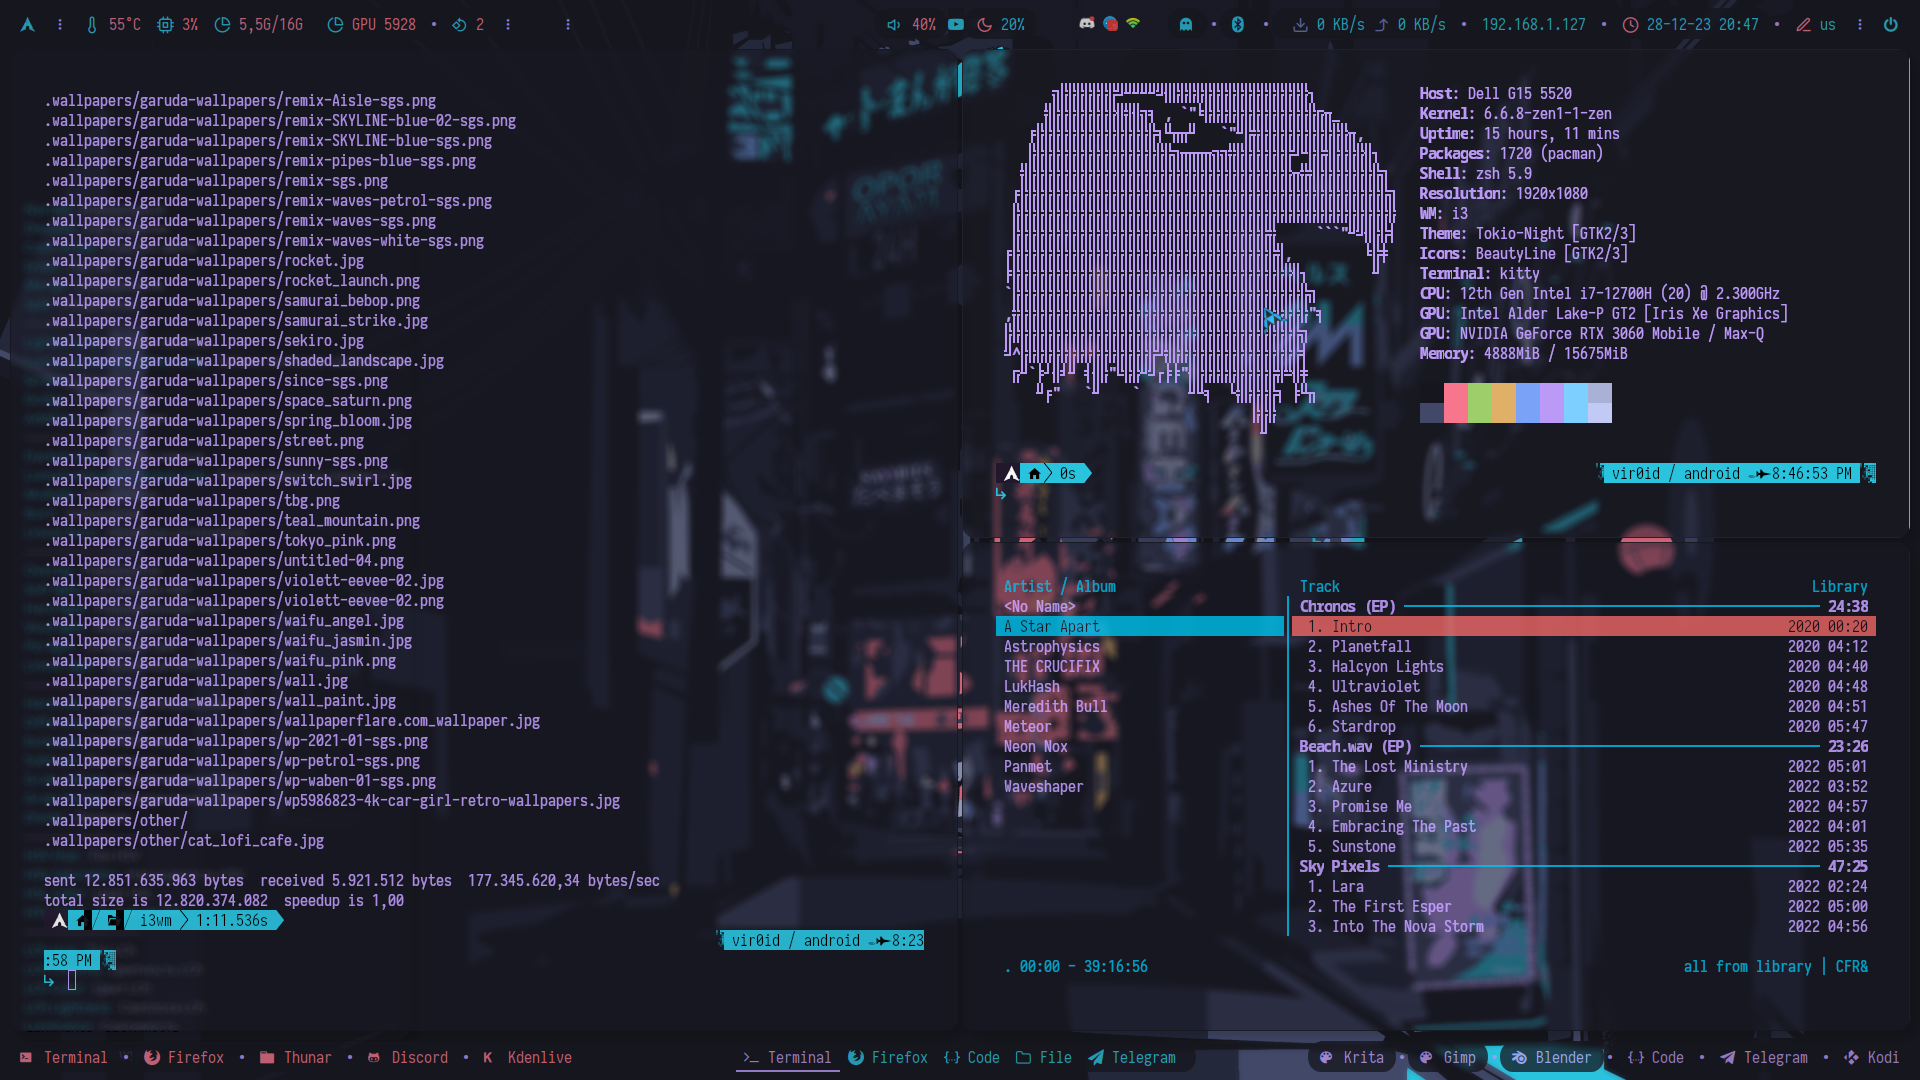 55°C 3% 5,5G/16G GPU 5928 • 2
40% 20%
0 KB/s 0 KB/s • 192.168.1.127 • 28-12-23 20:47 • us
.wallpapers/garuda-wallpapers/remix-Aisle-sgs.png
.wallpapers/garuda-wallpapers/remix-SKYLINE-blue-02-sgs.png
.wallpapers/garuda-wallpapers/remix-SKYLINE-blue-sgs.png
.wallpapers/garuda-wallpapers/remix-pipes-blue-sgs.png
.wallpapers/garuda-wallpapers/remix-sgs.png
.wallpapers/garuda-wallpapers/remix-waves-petrol-sgs.png
.wallpapers/garuda-wallpapers/remix-waves-sgs.png
.wallpapers/garuda-wallpapers/remix-waves-white-sgs.png
.wallpapers/garuda-wallpapers/rocket.jpg
.wallpapers/garuda-wallpapers/rocket_launch.png
.wallpapers/garuda-wallpapers/samurai_bebop.png
.wallpapers/garuda-wallpapers/samurai_strike.jpg
.wallpapers/garuda-wallpapers/sekiro.jpg
.wallpapers/garuda-wallpapers/shaded_landscape.jpg
.wallpapers/garuda-wallpapers/since-sgs.png
.wallpapers/garuda-wallpapers/space_saturn.png
.wallpapers/garuda-wallpapers/spring_bloom.jpg
.wallpapers/garuda-wallpapers/street.png
.wallpapers/garuda-wallpapers/sunny-sgs.png
.wallpapers/garuda-wallpapers/switch_swirl.jpg
.wallpapers/garuda-wallpapers/tbg.png
.wallpapers/garuda-wallpapers/teal_mountain.png
.wallpapers/garuda-wallpapers/tokyo_pink.png
.wallpapers/garuda-wallpapers/untitled-04.png
.wallpapers/garuda-wallpapers/violett-eevee-02.jpg
.wallpapers/garuda-wallpapers/violett-eevee-02.png
.wallpapers/garuda-wallpapers/waifu_angel.jpg
.wallpapers/garuda-wallpapers/waifu_jasmin.jpg
.wallpapers/garuda-wallpapers/waifu_pink.png
.wallpapers/garuda-wallpapers/wall.jpg
.wallpapers/garuda-wallpapers/wall_paint.jpg
.wallpapers/garuda-wallpapers/wallpaperflare.com_wallpaper.jpg
.wallpapers/garuda-wallpapers/wp-2021-01-sgs.png
.wallpapers/garuda-wallpapers/wp-petrol-sgs.png
.wallpapers/garuda-wallpapers/wp-waben-01-sgs.png
.wallpapers/garuda-wallpapers/wp5986823-4k-car-girl-retro-wallpapers.jpg
.wallpapers/other/
.wallpapers/other/cat_lofi_cafe.jpg
sent 12.851.635.963 bytes  received 5.921.512 bytes  177.345.620,34 bytes/sec
total size is 12.820.374.082  speedup is 1,00
i3wm 1:11.536s
vir0id / android 8:23
:58 PM
Host: Dell G15 5520
Kernel: 6.6.8-zen1-1-zen
Uptime: 15 hours, 11 mins
Packages: 1720 (pacman)
Shell: zsh 5.9
Resolution: 1920x1080
WM: i3
Theme: Tokio-Night [GTK2/3]
Icons: BeautyLine [GTK2/3]
Terminal: kitty
CPU: 12th Gen Intel i7-12700H (20) @ 2.300GHz
GPU: Intel Alder Lake-P GT2 [Iris Xe Graphics]
GPU: NVIDIA GeForce RTX 3060 Mobile / Max-Q
Memory: 4888MiB / 15675MiB
0s
vir0id / android 8:46:53 PM
Artist / Album
<No Name>
A Star Apart
Astrophysics
THE CRUCIFIX
LukHash
Meredith Bull
Meteor
Neon Nox
Panmet
Waveshaper
Track Library
Chronos (EP) 24:38
1. Intro 2020 00:20
2. Planetfall 2020 04:12
3. Halcyon Lights 2020 04:40
4. Ultraviolet 2020 04:48
5. Ashes Of The Moon 2020 04:51
6. Stardrop 2020 05:47
Beach.wav (EP) 23:26
1. The Lost Ministry 2022 05:01
2. Azure 2022 03:52
3. Promise Me 2022 04:57
4. Embracing The Past 2022 04:01
5. Sunstone 2022 05:35
Sky Pixels 47:25
1. Lara 2022 02:24
2. The First Esper 2022 05:00
3. Into The Nova Storm 2022 04:56
. 00:00 - 39:16:56 all from library | CFR&
Terminal • Firefox • Thunar • Discord • Kdenlive
Terminal Firefox Code File Telegram
Krita • Gimp • Blender • Code • Telegram • Kodi